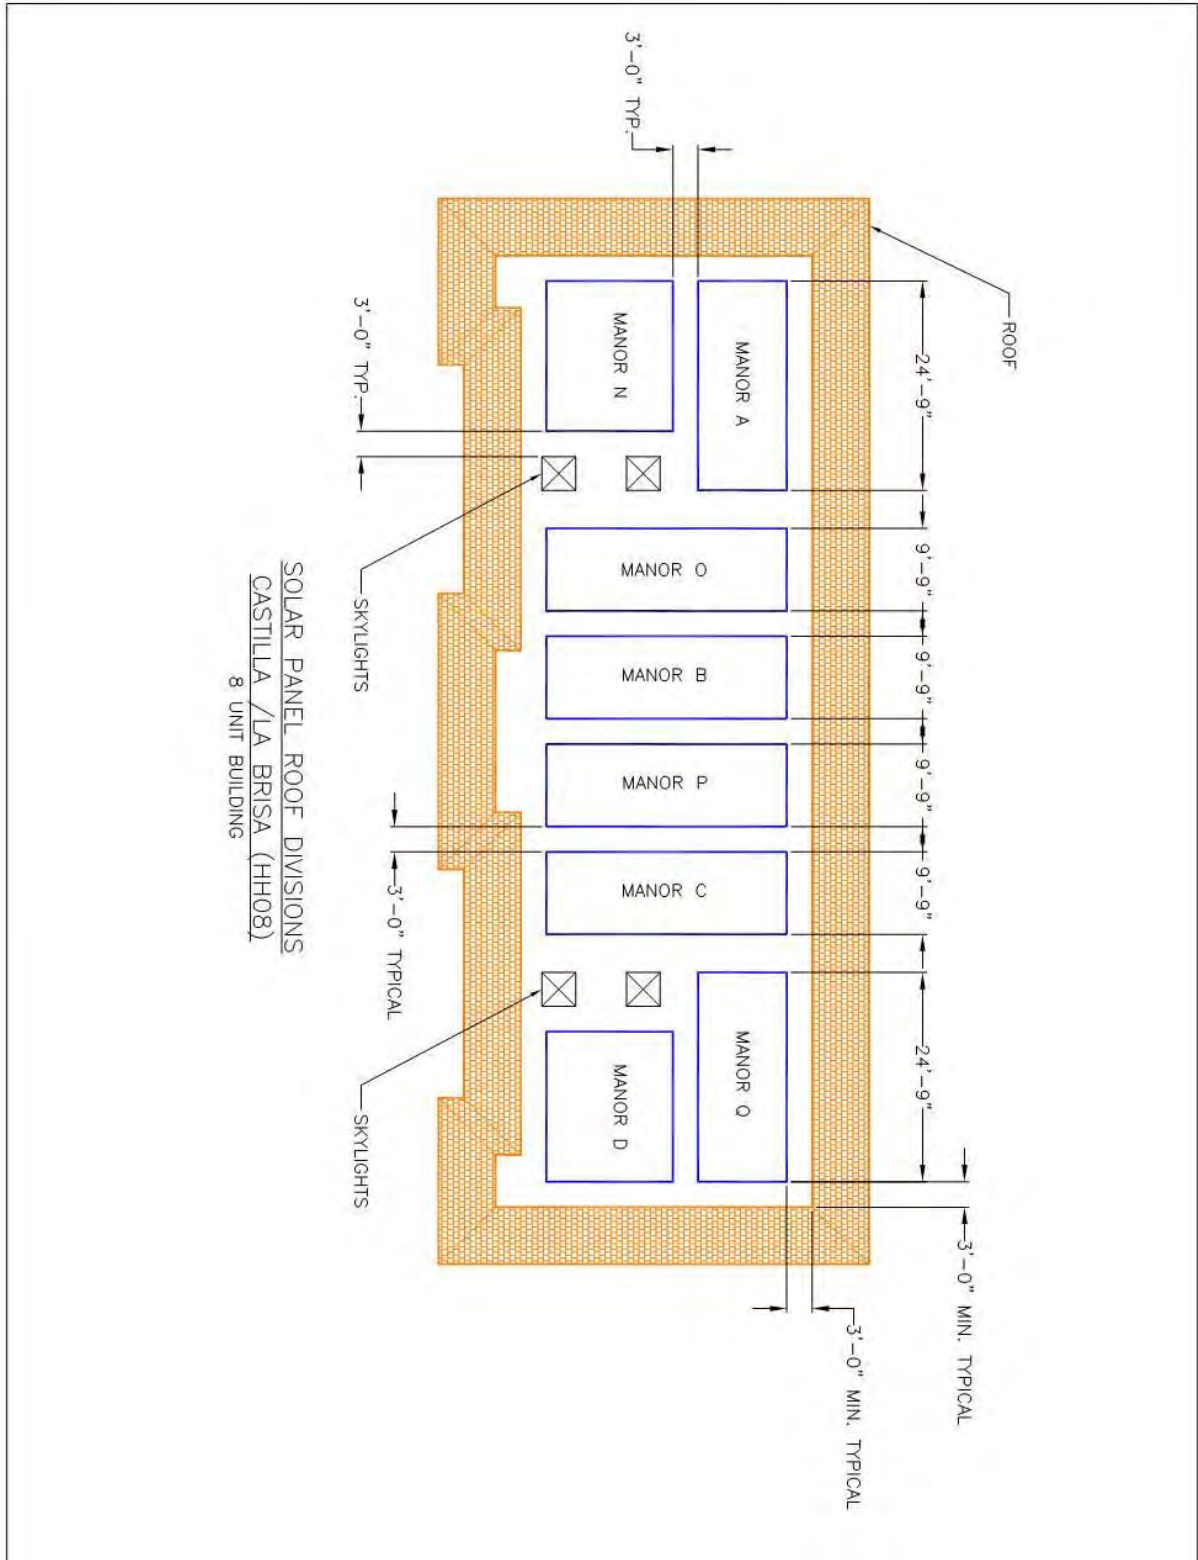 ROOF
24'-9"
9'-9"
9'-9"
9'-9"
9'-9"
24'-9"
3'-0" MIN. TYPICAL
3'-0" MIN. TYPICAL
3'-0" TYP.
MANOR A
MANOR Q
MANOR N
MANOR O
MANOR B
MANOR P
MANOR C
MANOR D
3'-0" TYP.
3'-0" TYPICAL
SKYLIGHTS
SKYLIGHTS
SOLAR PANEL ROOF DIVISIONS
CASTILLA /LA BRISA (HH08)
8 UNIT BUILDING